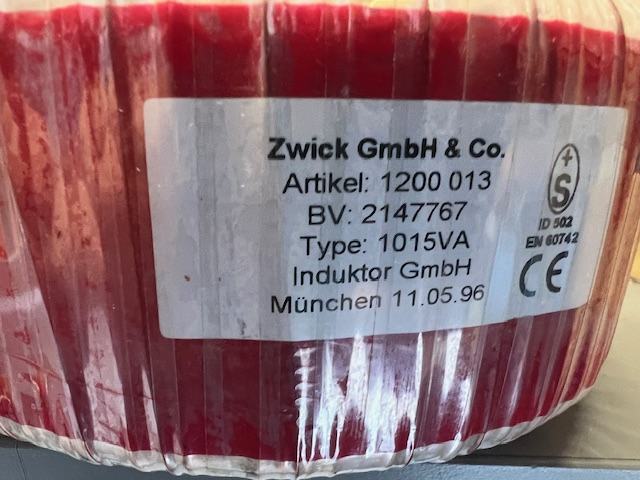 Zwick GmbH & Co.
Artikel: 1200 013
BV: 2147767
Type: 1015VA
Induktor GmbH
München 11.05.96
+
S
ID 502
EN 60742
CE